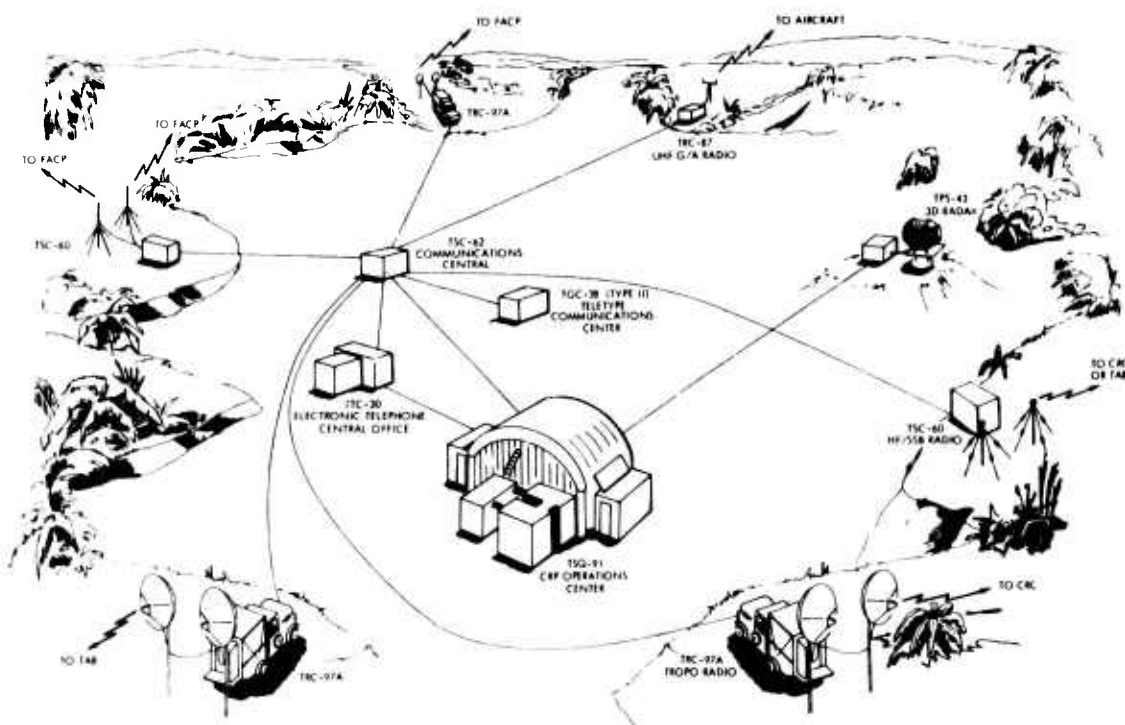 TO FACP
TO AIRCRAFT
TRC-97A
TO FACP
TRC-87
UHF G/A RADIO
TO FACP
TPS-43
3D RADAR
TSC-60
TSC-62
COMMUNICATIONS
CENTRAL
TGC-28 (TYPE II)
TELETYPE
COMMUNICATIONS
CENTER
TO CRC
OR TAB
TTC-30
ELECTRONIC TELEPHONE
CENTRAL OFFICE
TSC-60
HF/SSB RADIO
TSQ-91
CRP OPERATIONS
CENTER
TO CRC
TO TAB
TRC-97A
TRC-97A
TROPO RADIO